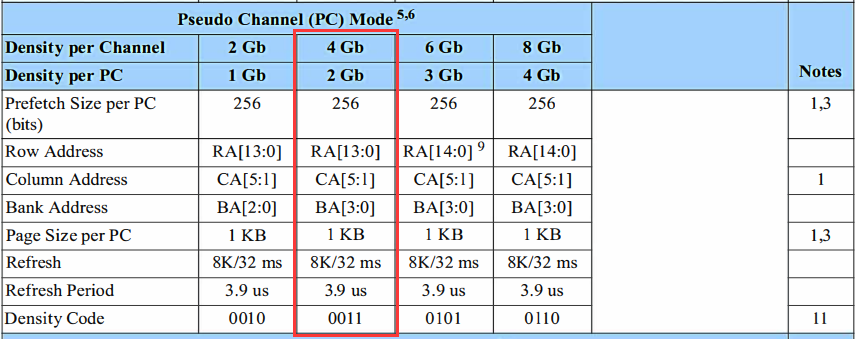 Pseudo Channel (PC) Mode 5,6
Density per Channel 2 Gb 4 Gb 6 Gb 8 Gb
Density per PC 1 Gb 2 Gb 3 Gb 4 Gb Notes
Prefetch Size per PC 256 256 256 256 1,3
(bits)
Row Address RA[13:0] RA[13:0] RA[14:0] 9 RA[14:0]
Column Address CA[5:1] CA[5:1] CA[5:1] CA[5:1] 1
Bank Address BA[2:0] BA[3:0] BA[3:0] BA[3:0]
Page Size per PC 1 KB 1 KB 1 KB 1 KB 1,3
Refresh 8K/32 ms 8K/32 ms 8K/32 ms 8K/32 ms
Refresh Period 3.9 us 3.9 us 3.9 us 3.9 us
Density Code 0010 0011 0101 0110 11